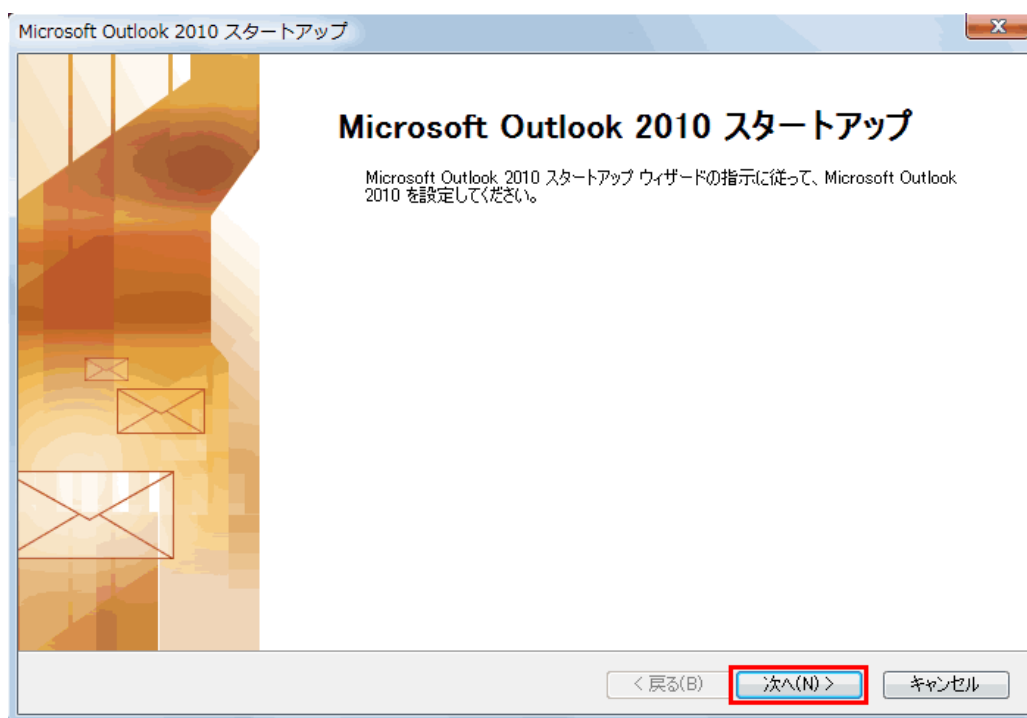 Microsoft Outlook 2010 スタートアップ
Microsoft Outlook 2010 スタートアップ
Microsoft Outlook 2010 スタートアップ ウィザードの指示に従って、Microsoft Outlook
2010 を設定してください。
< 戻る(B)
次へ(N) >
キャンセル